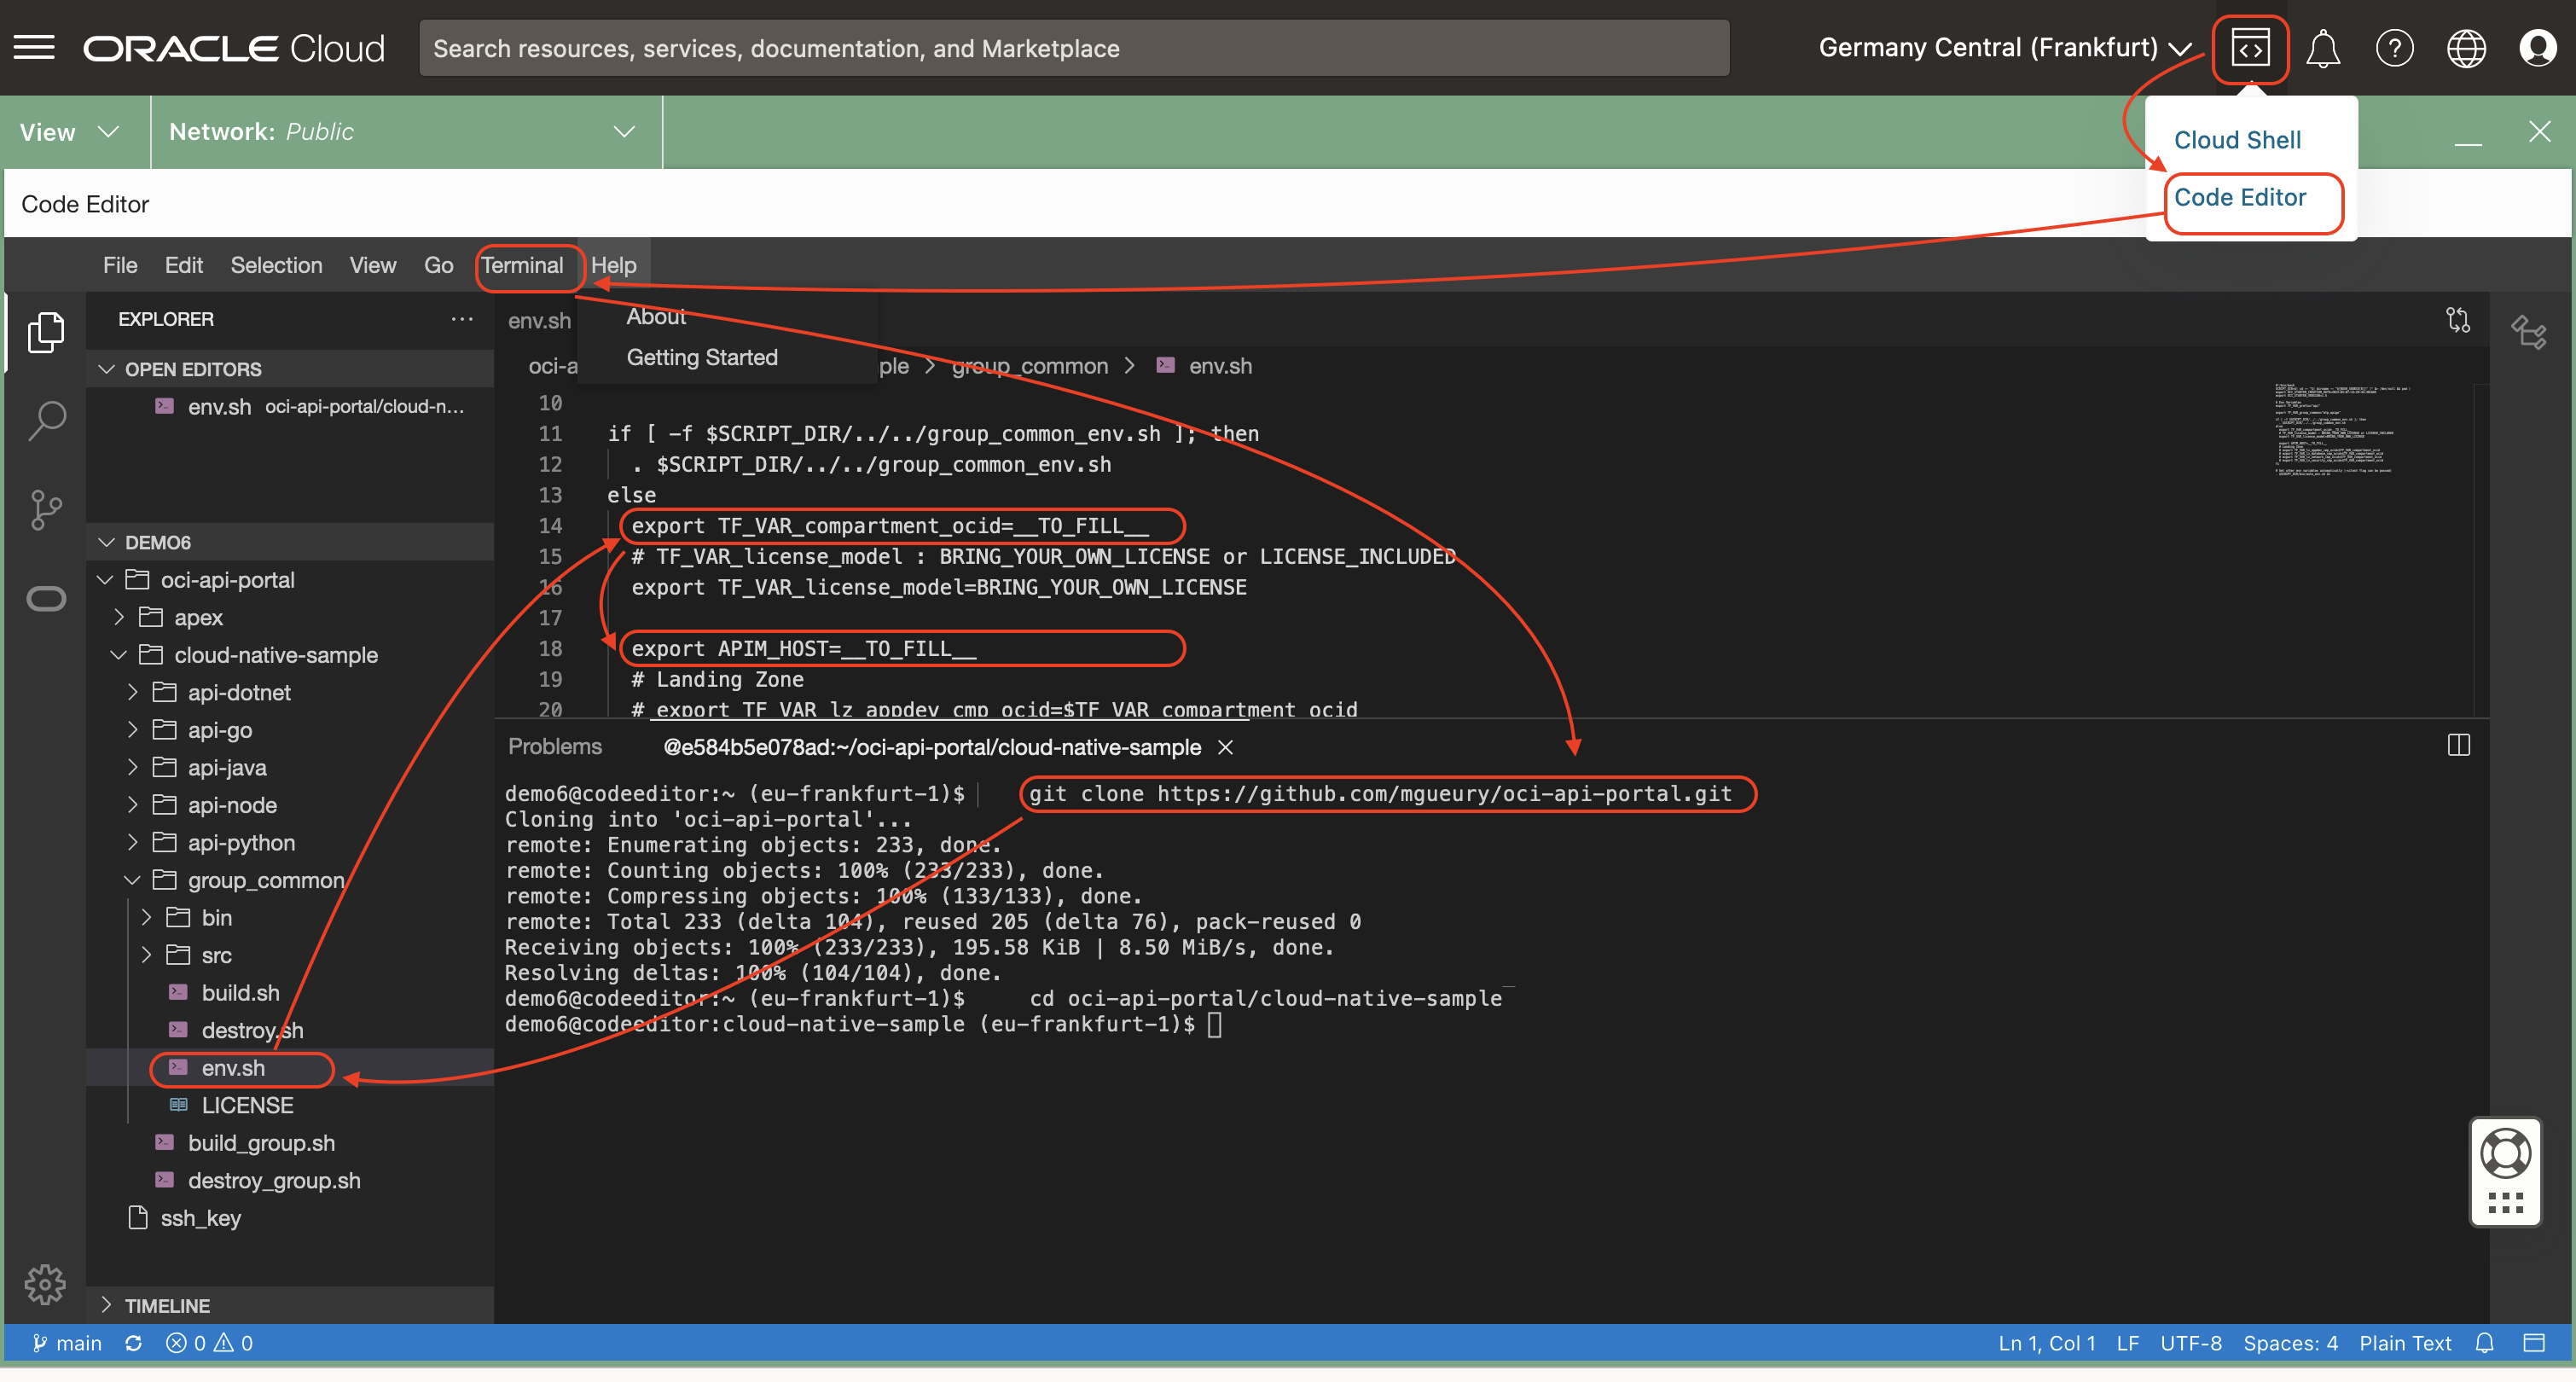 ORACLE Cloud
Search resources, services, documentation, and Marketplace
Germany Central (Frankfurt)
View
Network: Public
Cloud Shell
Code Editor
Code Editor
File Edit Selection View Go Terminal Help
About
Getting Started
EXPLORER
OPEN EDITORS
env.sh oci-api-portal/cloud-n...
DEMO6
oci-api-portal
apex
cloud-native-sample
api-dotnet
api-go
api-java
api-node
api-python
group_common
bin
src
build.sh
destroy.sh
env.sh
LICENSE
build_group.sh
destroy_group.sh
ssh_key
TIMELINE
env.sh
oci-a ple > group_common > env.sh
10
11 if [ -f $SCRIPT_DIR/../../group_common_env.sh ]; then
12 . $SCRIPT_DIR/../../group_common_env.sh
13 else
14 export TF_VAR_compartment_ocid=__TO_FILL__
15 # TF_VAR_license_model : BRING_YOUR_OWN_LICENSE or LICENSE_INCLUDED
16 export TF_VAR_license_model=BRING_YOUR_OWN_LICENSE
17
18 export APIM_HOST=__TO_FILL__
19 # Landing Zone
20 # export TF_VAR_lz_appdev_cmp_ocid=$TF_VAR_compartment_ocid
Problems @e584b5e078ad:~/oci-api-portal/cloud-native-sample
demo6@codeeditor:~ (eu-frankfurt-1)$ git clone https://github.com/mgueury/oci-api-portal.git
Cloning into 'oci-api-portal'...
remote: Enumerating objects: 233, done.
remote: Counting objects: 100% (233/233), done.
remote: Compressing objects: 100% (133/133), done.
remote: Total 233 (delta 104), reused 205 (delta 76), pack-reused 0
Receiving objects: 100% (233/233), 195.58 KiB | 8.50 MiB/s, done.
Resolving deltas: 100% (104/104), done.
demo6@codeeditor:~ (eu-frankfurt-1)$ cd oci-api-portal/cloud-native-sample
demo6@codeeditor:cloud-native-sample (eu-frankfurt-1)$
main 0 0
Ln 1, Col 1 LF UTF-8 Spaces: 4 Plain Text